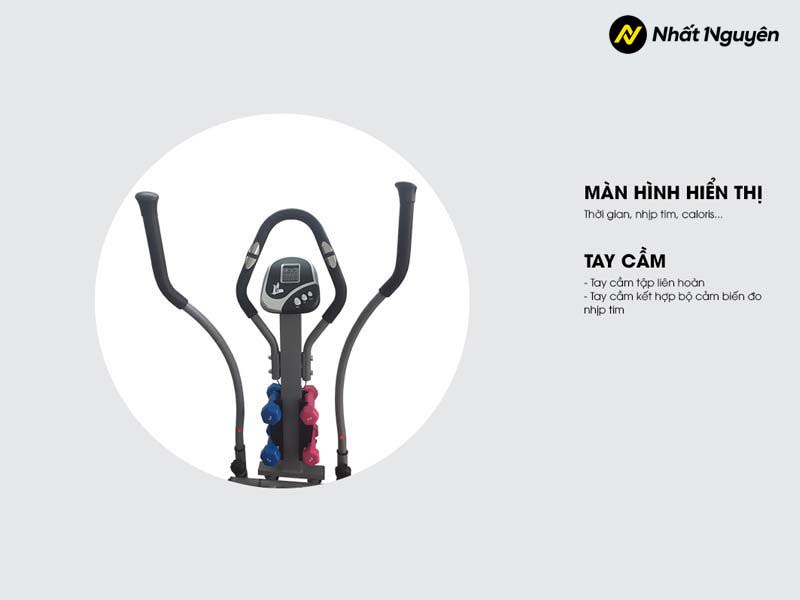 Nhất Nguyên
MÀN HÌNH HIỂN THỊ
Thời gian, nhịp tim, caloris...
TAY CẦM
- Tay cầm tập liên hoàn
- Tay cầm kết hợp bộ cảm biến đo
nhịp tim